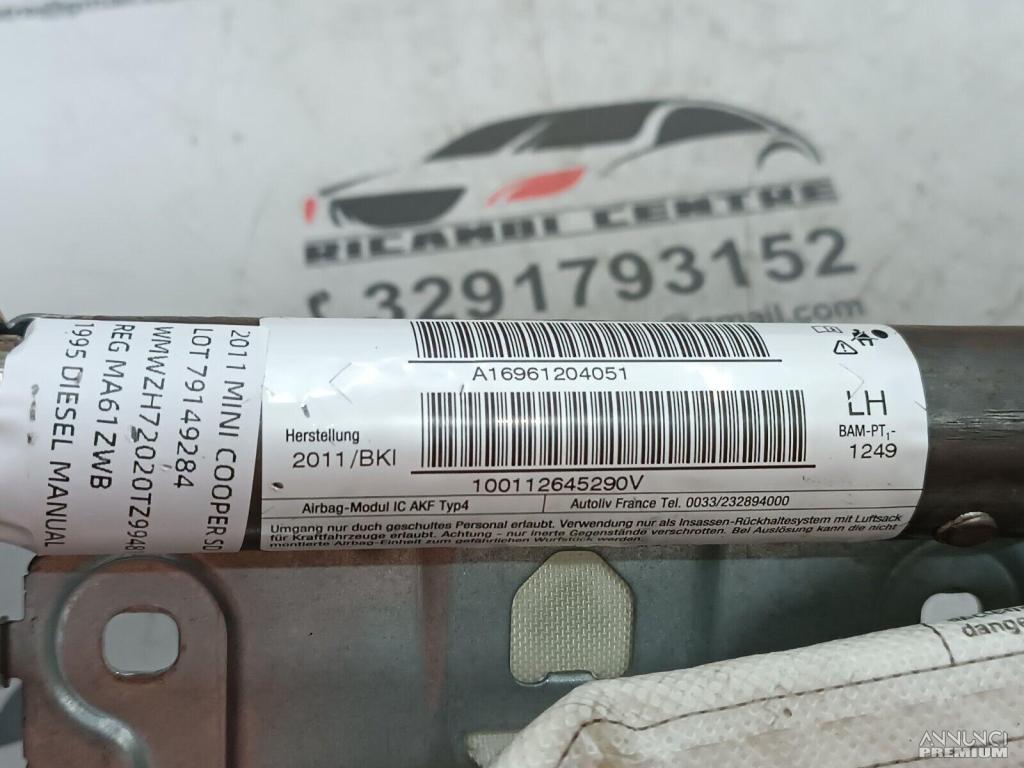 RICAMBI CENTRE
3291793152
@gmail.com
2011 MINI COOPER SD
LOT 79149284
REG MA61ZWB
1995 DIESEL MANUAL
A16961204051
Herstellung
2011/BKI
100112645290V
LH
BAM-PT1-
1249
Airbag-Modul IC AKF Typ4
Autoliv France Tel. 0033/232894000
Umgang nur duch geschultes Personal erlaubt. Verwendung nur als Insassen-Rückhaltesystem mit Luftsack
für Kraftfahrzeuge erlaubt. Achtung - nur Inerte Gegenstände verschrotten. Bei Auslösung kann die nicht
montierte Airbag-Einheit zum gefährlichen Wurfstück werden.
dange
ANNUNCI
PREMIUM